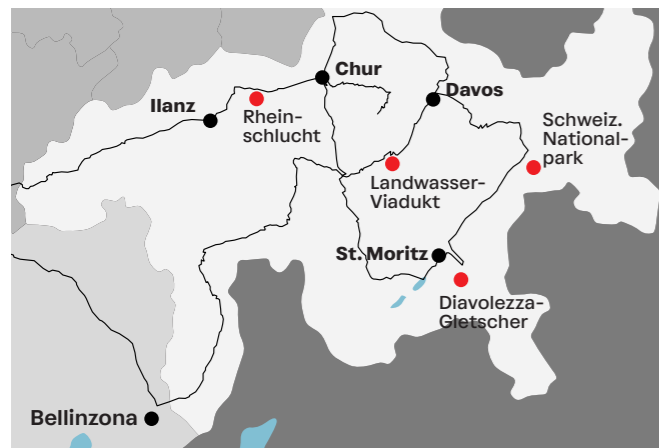 Chur
Davos
Ilanz
Rhein-
schlucht
Schweiz.
National-
park
Landwasser-
Viadukt
St. Moritz
Diavolezza-
Gletscher
Bellinzona